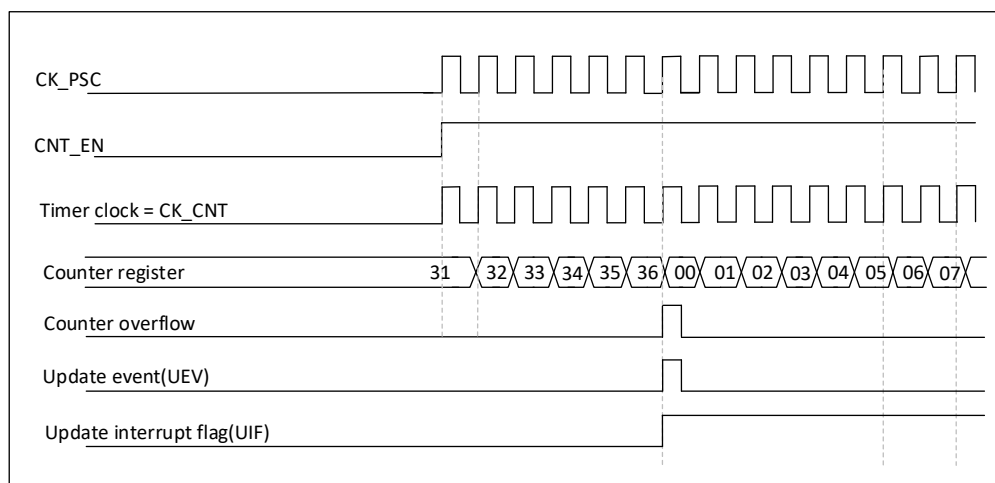 CK_PSC
CNT_EN
Timer clock = CK_CNT
Counter register 31 32 33 34 35 36 00 01 02 03 04 05 06 07
Counter overflow
Update event(UEV)
Update interrupt flag(UIF)